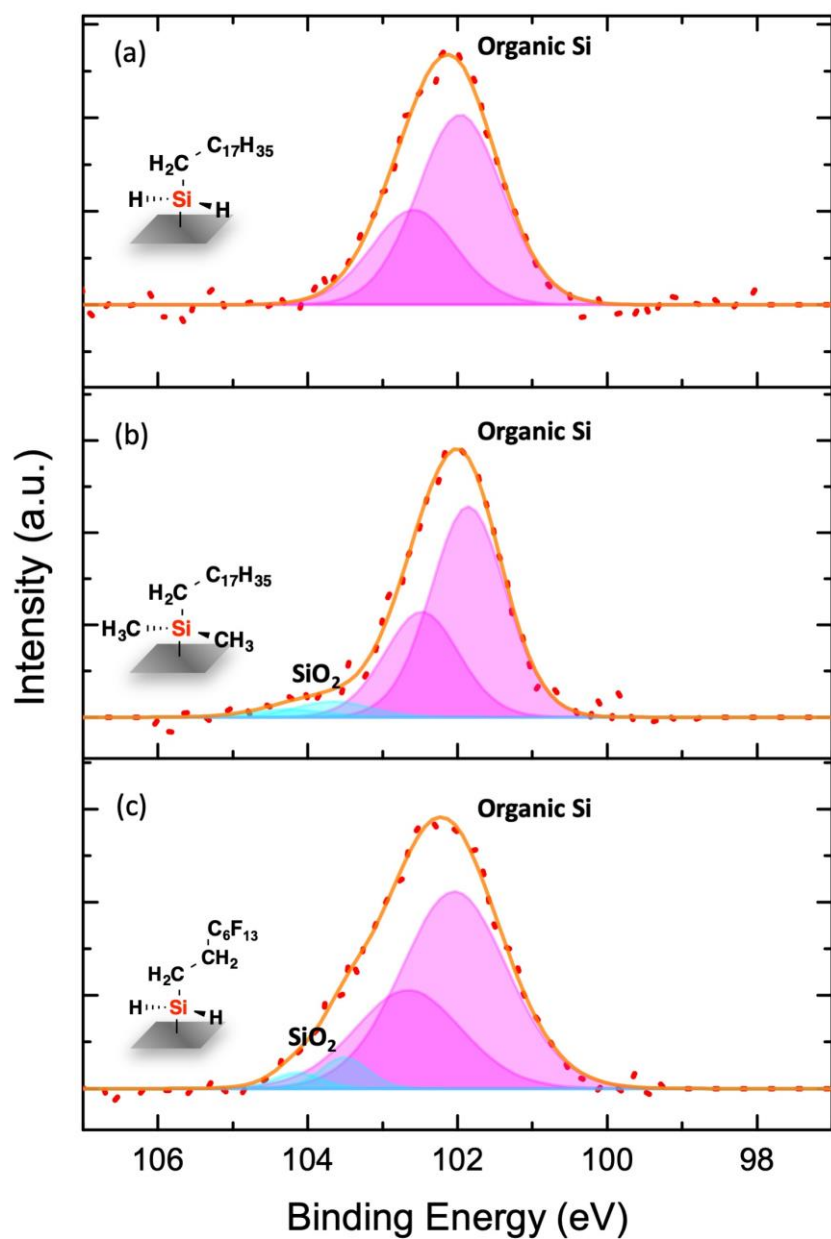 (a)
Organic Si
C₁₇H₃₅
H₂C
H Si H
(b)
Organic Si
C₁₇H₃₅
H₂C
H₃C Si CH₃
SiO₂
(c)
Organic Si
C₆F₁₃
CH₂
H₂C
H Si H
SiO₂
Intensity (a.u.)
106 104 102 100 98
Binding Energy (eV)